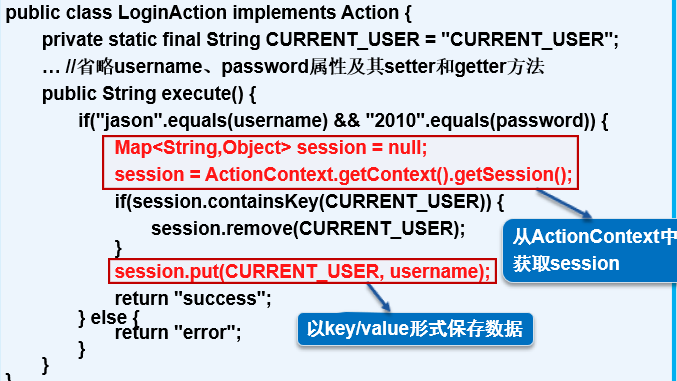 public class LoginAction implements Action {
private static final String CURRENT_USER = "CURRENT_USER";
… //省略username、password属性及其setter和getter方法
public String execute() {
if("jason".equals(username) && "2010".equals(password)) {
Map<String,Object> session = null;
session = ActionContext.getContext().getSession();
if(session.containsKey(CURRENT_USER)) {
session.remove(CURRENT_USER);
}
从ActionContext中
获取session
session.put(CURRENT_USER, username);
return "success";
} else {
return "error";
以key/value形式保存数据
}
}
}